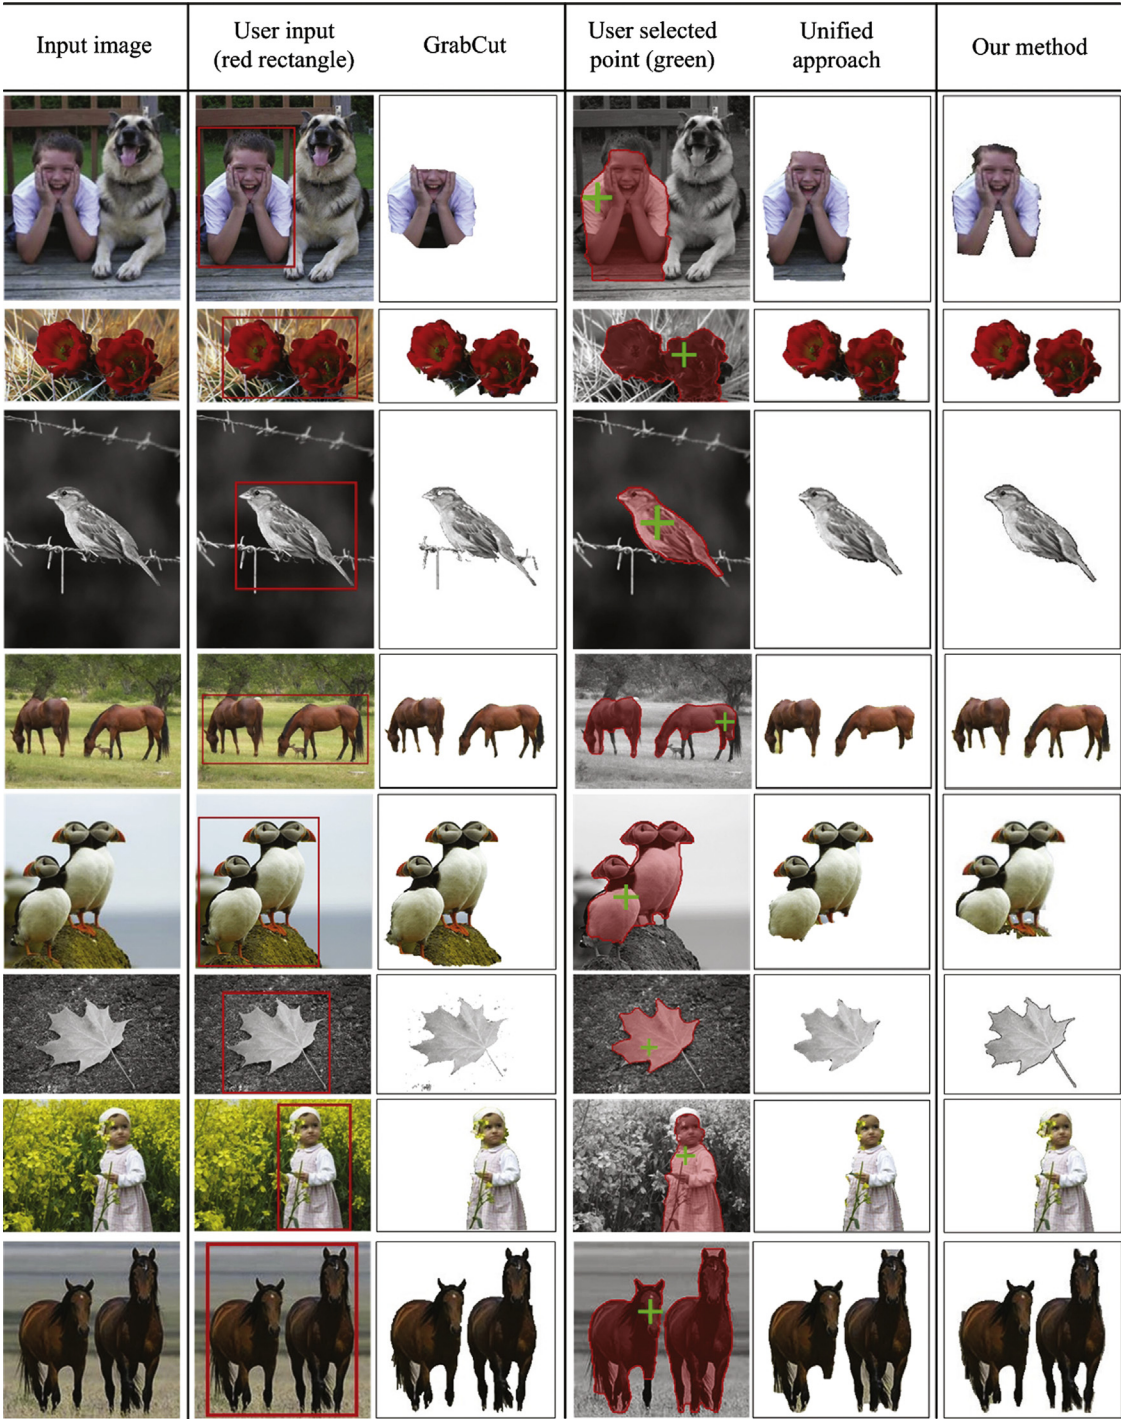 Input image
User input
(red rectangle)
GrabCut
User selected
point (green)
Unified
approach
Our method